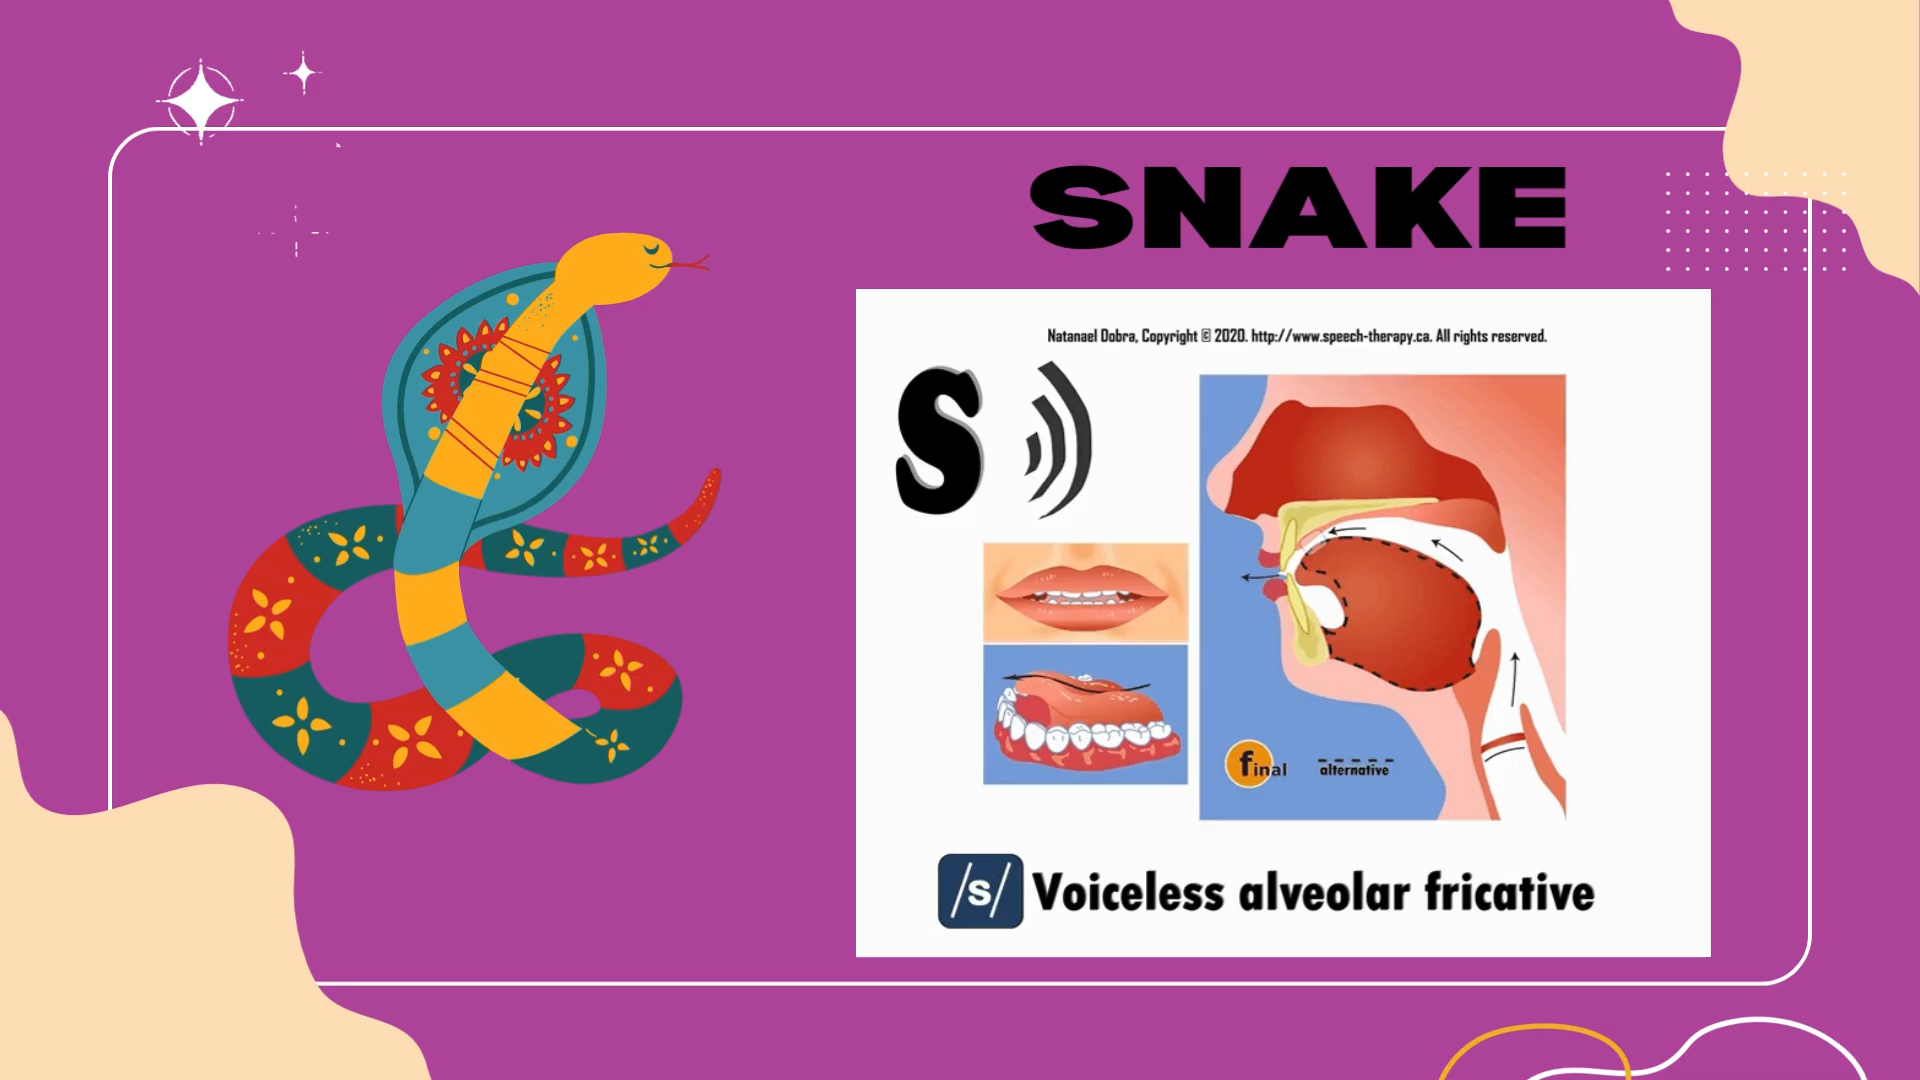 SNAKE
Natanael Dobra, Copyright © 2020. http://www.speech-therapy.ca. All rights reserved.
S
final
alternative
/s/ Voiceless alveolar fricative